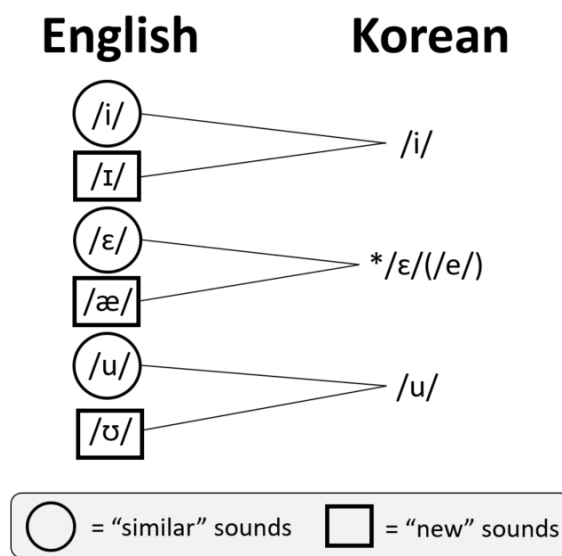 English Korean
/i/
/i/
/ɪ/
/ɛ/
*/ɛ/(/e/)
/æ/
/u/
/u/
/ʊ/
= “similar” sounds = “new” sounds